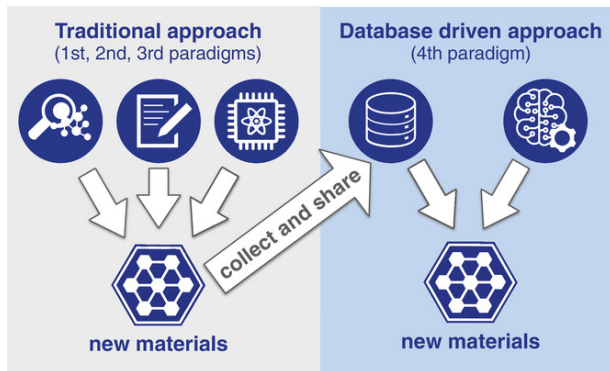 Traditional approach
(1st, 2nd, 3rd paradigms)
Database driven approach
(4th paradigm)
collect and share
new materials
new materials